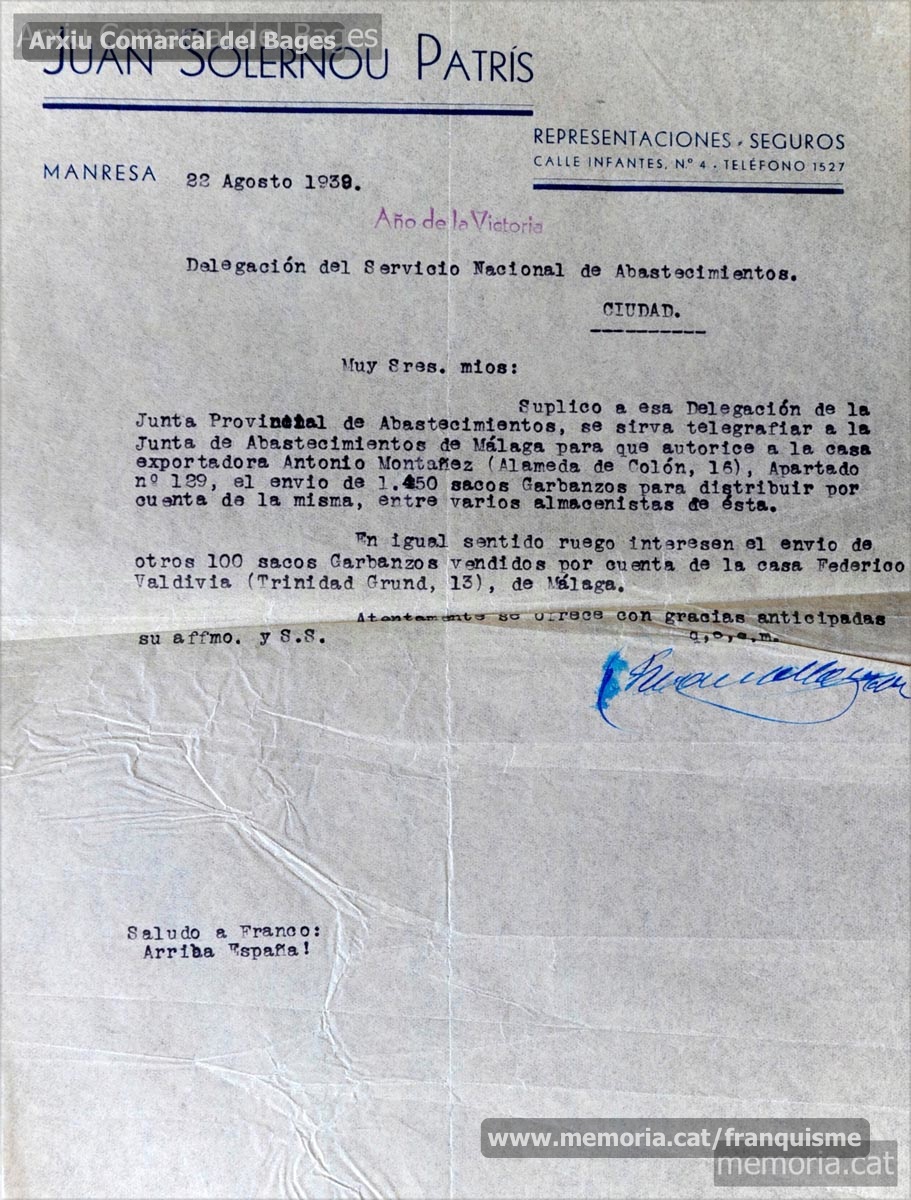 Arxiu Comarcal del Bages
JUAN SOLERNOU PATRÍS
REPRESENTACIONES - SEGUROS
CALLE INFANTES, Nº 4 - TELÉFONO 1527
MANRESA 22 Agosto 1939.
Año de la Victoria
Delegación del Servicio Nacional de Abastecimientos.
CIUDAD.
Muy Sres. mios:
Suplico a esa Delegación de la
Junta Provincial de Abastecimientos, se sirva telegrafiar a la
Junta de Abastecimientos de Málaga para que autorice a la casa
exportadora Antonio Montañez (Alameda de Colón, 16), Apartado
nº 129, el envio de 1.450 sacos Garbanzos para distribuir por
cuenta de la misma, entre varios almacenistas de ésta.
En igual sentido ruego interesen el envio de
otros 100 sacos Garbanzos vendidos por cuenta de la casa Federico
Valdivia (Trinidad Grund, 13), de Málaga.
Atentamente se ofrece con gracias anticipadas
su affmo. y S.S. q,e,e,m.
Saludo a Franco:
Arriba España!
www.memoria.cat/franquisme
memoria.cat